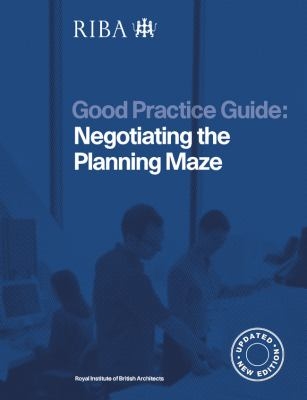 RIBA
Good Practice Guide:
Negotiating the
Planning Maze
UPDATED
NEW EDITION
Royal Institute of British Architects